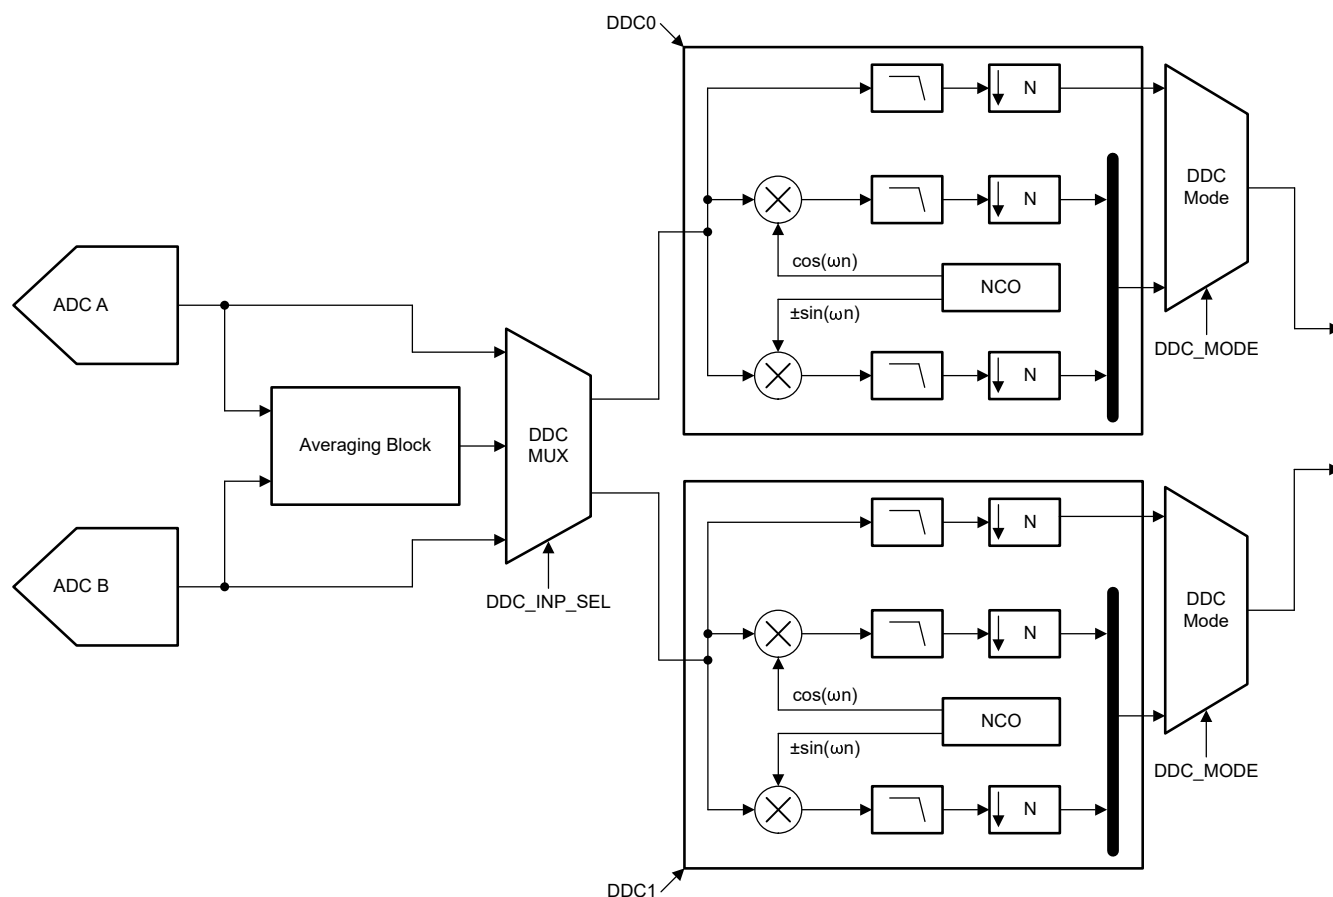 DDC0
N
DDC
Mode
N
cos(ωn)
NCO
±sin(ωn)
DDC_MODE
N
ADC A
Averaging Block
DDC
MUX
ADC B
DDC_INP_SEL
N
N
DDC
Mode
cos(ωn)
NCO
±sin(ωn)
DDC_MODE
N
DDC1